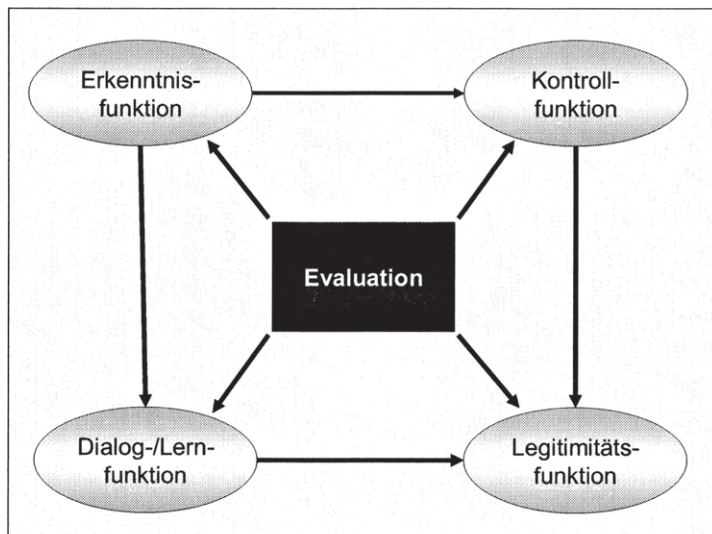 Erkenntnis-
funktion
Kontroll-
funktion
Evaluation
Dialog-/Lern-
funktion
Legitimitäts-
funktion